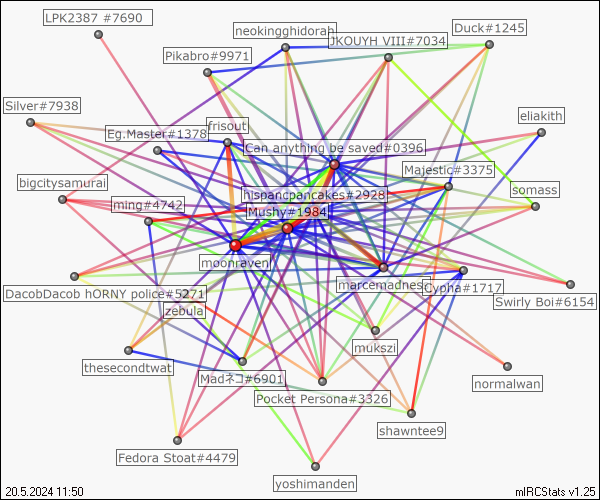 LPK2387 #7690
neokingghidorah
Duck#1245
JKOUYH VIII#7034
Pikabro#9971
Silver#7938
eliakith
frisout
Eg.Master#1378
Can anything be saved#0396
Majestic#3375
bigcitysamurai
hispancpancakes#2928
somass
ming#4742
Mushy#1984
moonraven
marcemadness
Cypha#1717
DacobDacob hORNY police#5271
Swirly Boi#6154
zebula
mukszi
thesecondtwat
Madネコ#6901
normalwan
Pocket Persona#3326
shawntee9
Fedora Stoat#4479
yoshimanden
20.5.2024 11:50
mIRCStats v1.25